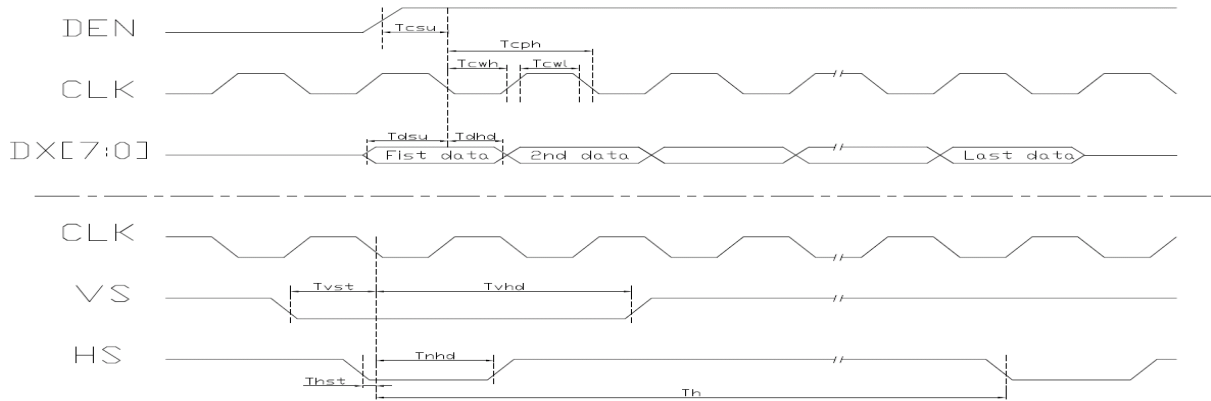 DEN
Tcsu
Tcph
CLK
Tcwh
Tcwl
Tdsu
Tdhd
DX[7:0]
Fist data
2nd data
Last data
CLK
VS
Tvst
Tvhd
HS
Tnhd
Thst
Th